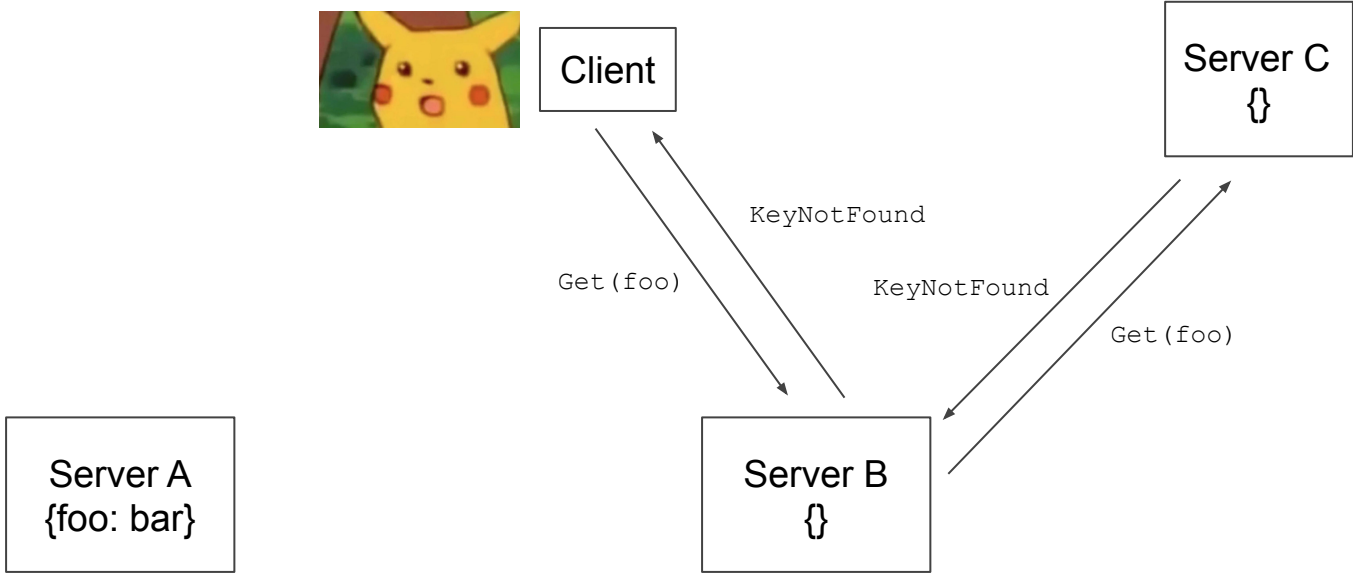 Client
Server C
{}
KeyNotFound
Get(foo)
KeyNotFound
Get(foo)
Server A
{foo: bar}
Server B
{}